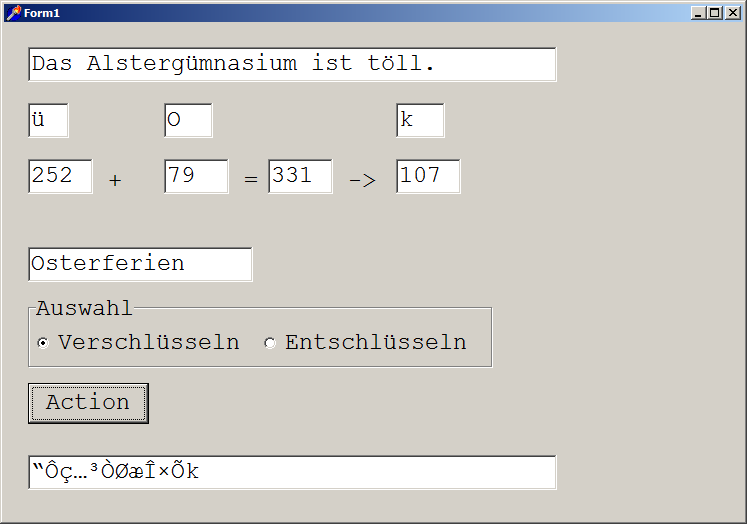 Form1
Das Alstergümnasium ist töll.
ü O k
252 + 79 = 331 -> 107
Osterferien
Auswahl
Verschlüsseln Entschlüsseln
Action
“Ôç…³ÒØæÎ×Õk